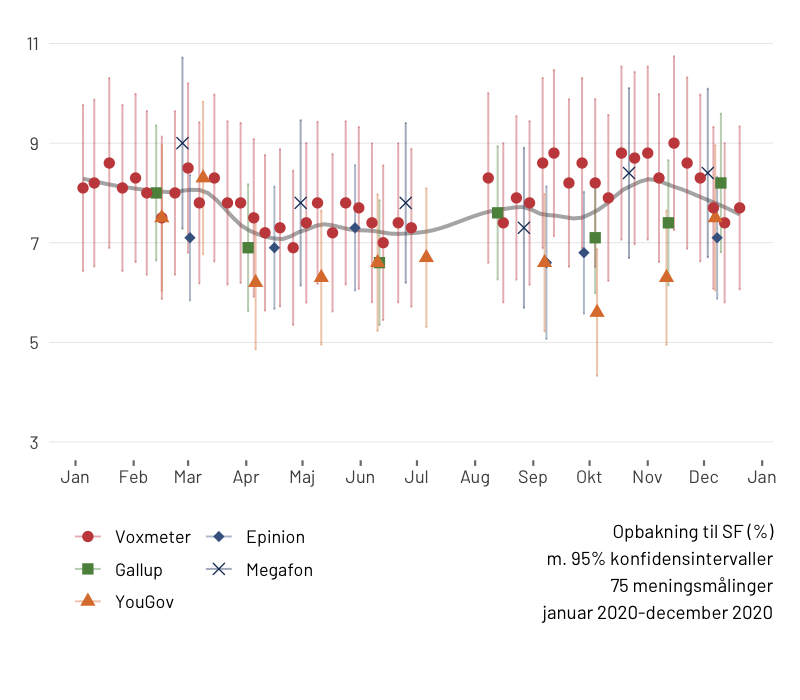 11
9
7
5
3
Jan Feb Mar Apr Maj Jun Jul Aug Sep Okt Nov Dec Jan
Voxmeter Epinion
Gallup Megafon
YouGov
Opbakning til SF (%)
m. 95% konfidensintervaller
75 meningsmålinger
januar 2020-december 2020